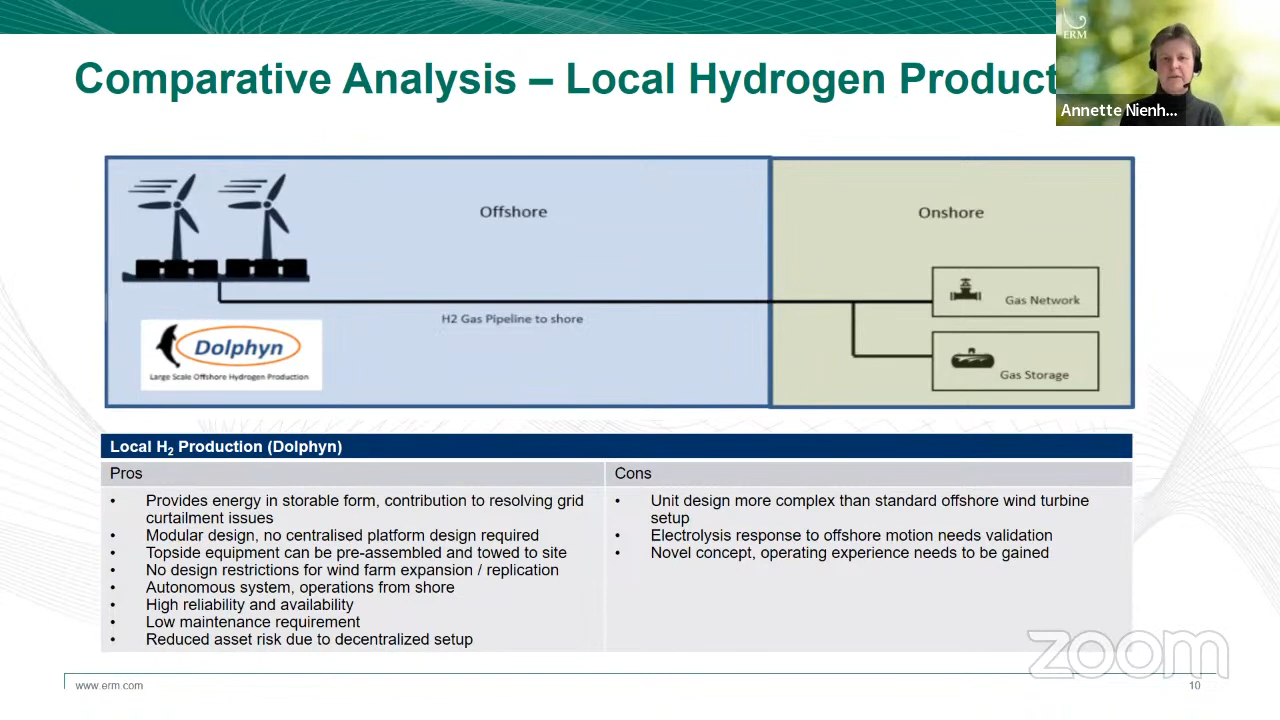 Comparative Analysis – Local Hydrogen Product
ERM
Annette Nienh...
Offshore
Onshore
Gas Network
H2 Gas Pipeline to shore
Dolphyn
Large Scale Offshore Hydrogen Production
Gas Storage
Local H₂ Production (Dolphyn)
Pros
• Provides energy in storable form, contribution to resolving grid
curtailment issues
• Modular design, no centralised platform design required
• Topside equipment can be pre-assembled and towed to site
• No design restrictions for wind farm expansion / replication
• Autonomous system, operations from shore
• High reliability and availability
• Low maintenance requirement
• Reduced asset risk due to decentralized setup
Cons
• Unit design more complex than standard offshore wind turbine
setup
• Electrolysis response to offshore motion needs validation
• Novel concept, operating experience needs to be gained
zoom
www.erm.com
10